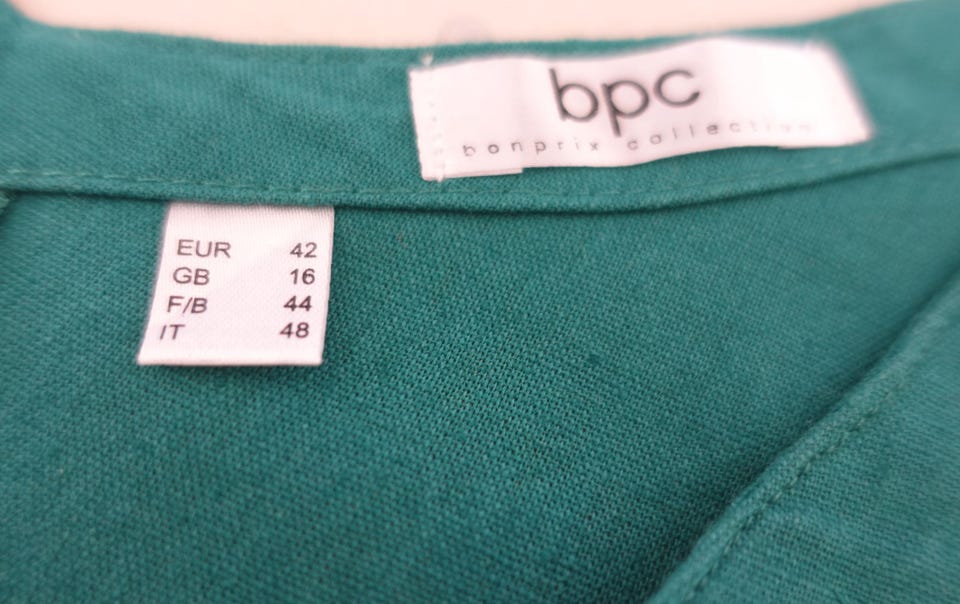 bpc
bonprix collection
EUR 42
GB 16
F/B 44
IT 48